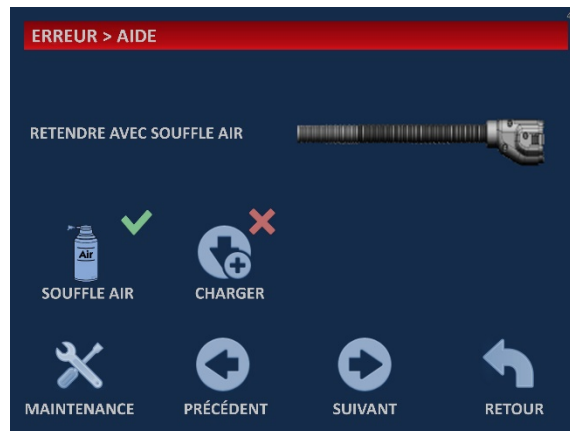 ERREUR > AIDE
RETENDRE AVEC SOUFFLE AIR
Air
SOUFFLE AIR
CHARGER
MAINTENANCE
PRÉCÉDENT
SUIVANT
RETOUR